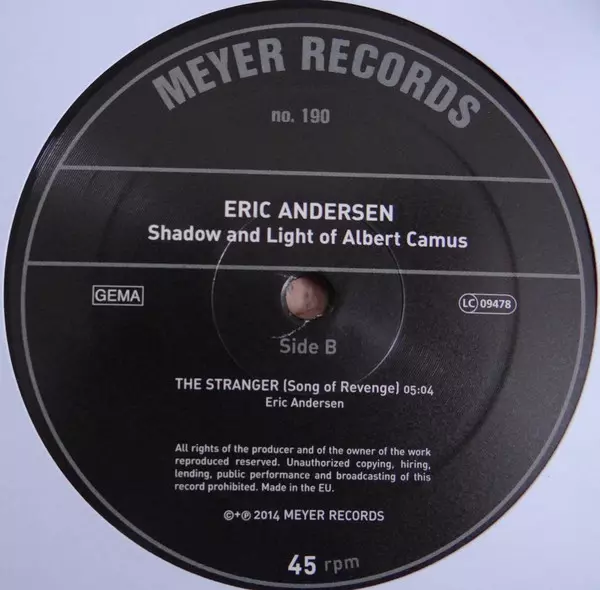 MEYER RECORDS
no. 190
ERIC ANDERSEN
Shadow and Light of Albert Camus
GEMA
LC 09478
Side B
THE STRANGER (Song of Revenge) 05:04
Eric Andersen
All rights of the producer and of the owner of the work
reproduced reserved. Unauthorized copying, hiring,
lending, public performance and broadcasting of this
record prohibited. Made in the EU.
©+℗ 2014 MEYER RECORDS
45 rpm